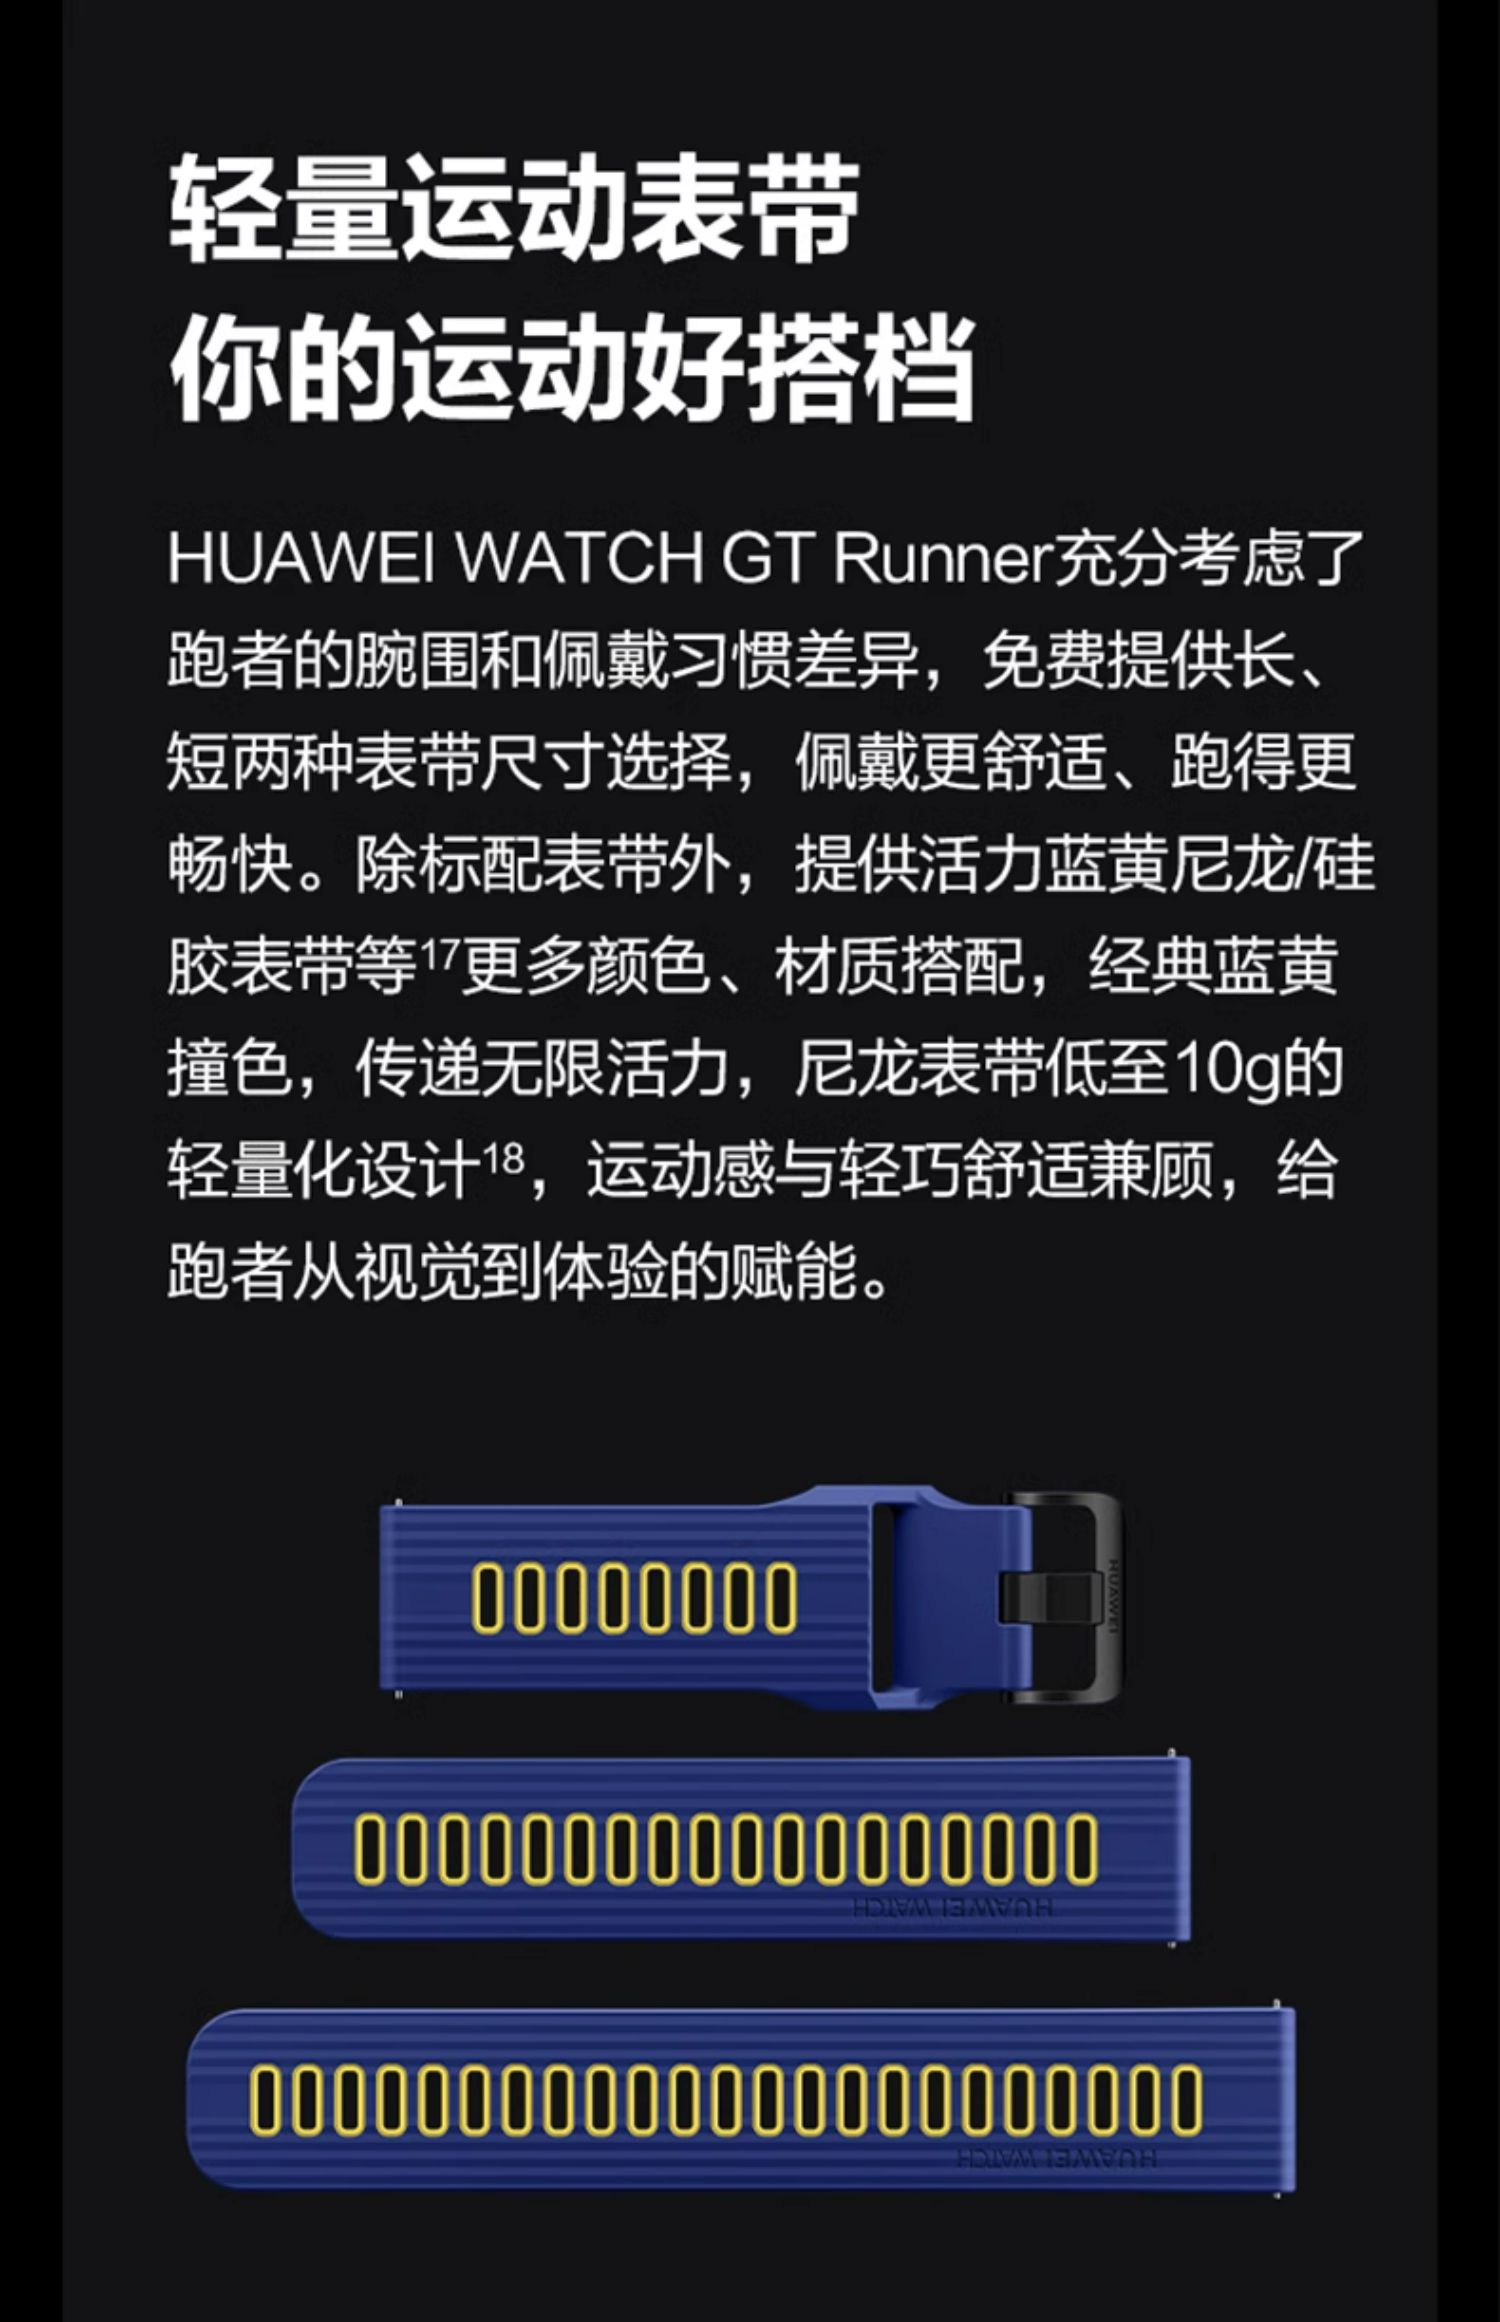 轻量运动表带
你的运动好搭档
HUAWEI WATCH GT Runner充分考虑了
跑者的腕围和佩戴习惯差异，免费提供长、
短两种表带尺寸选择，佩戴更舒适、跑得更
畅快。除标配表带外，提供活力蓝黄尼龙/硅
胶表带等17更多颜色、材质搭配，经典蓝黄
撞色，传递无限活力，尼龙表带低至10g的
轻量化设计18，运动感与轻巧舒适兼顾，给
跑者从视觉到体验的赋能。
HUAWEI
HUAWEI WATCH
HUAWEI WATCH